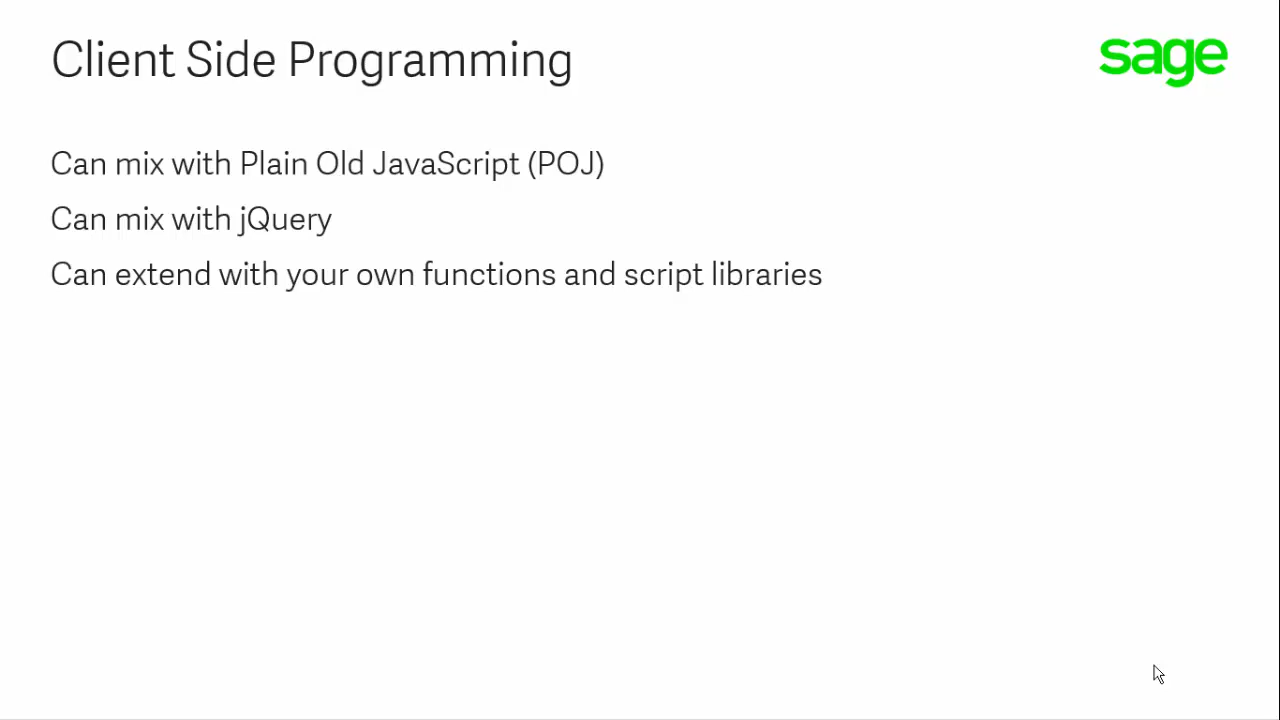 Client Side Programming
sage
Can mix with Plain Old JavaScript (POJ)
Can mix with jQuery
Can extend with your own functions and script libraries